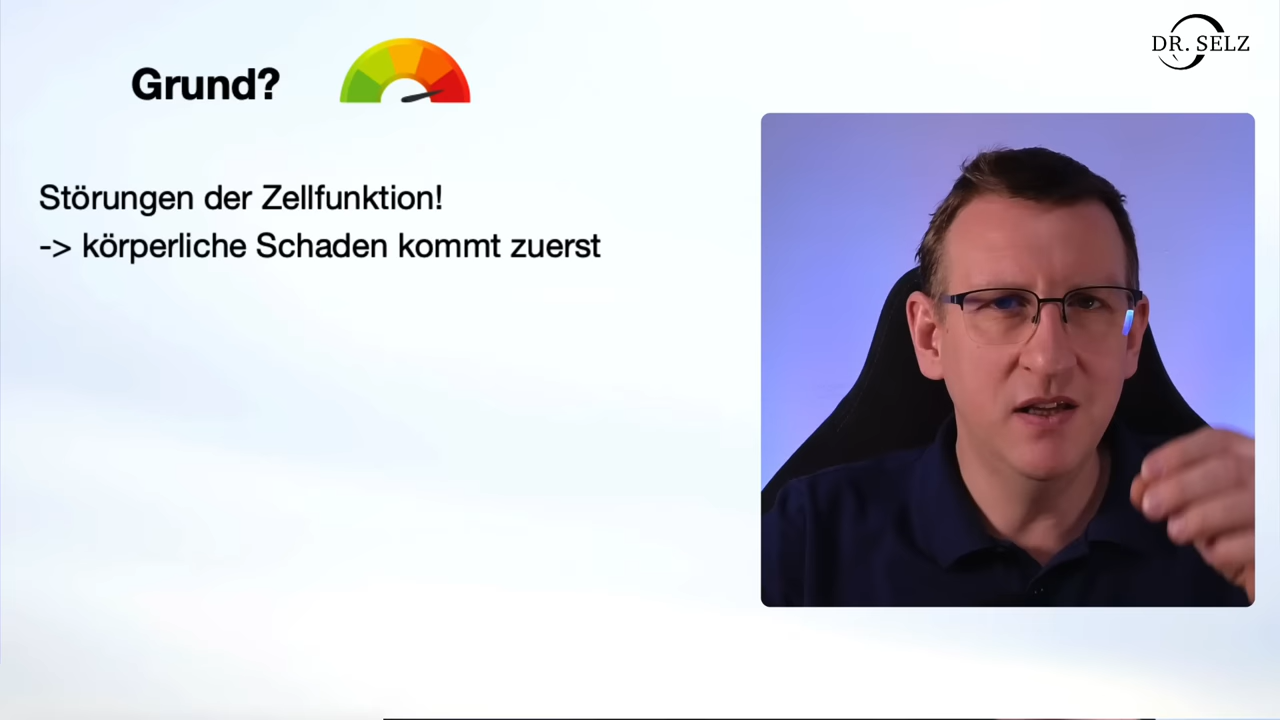 Grund?
DR. SELZ
Störungen der Zellfunktion!
-> körperliche Schaden kommt zuerst